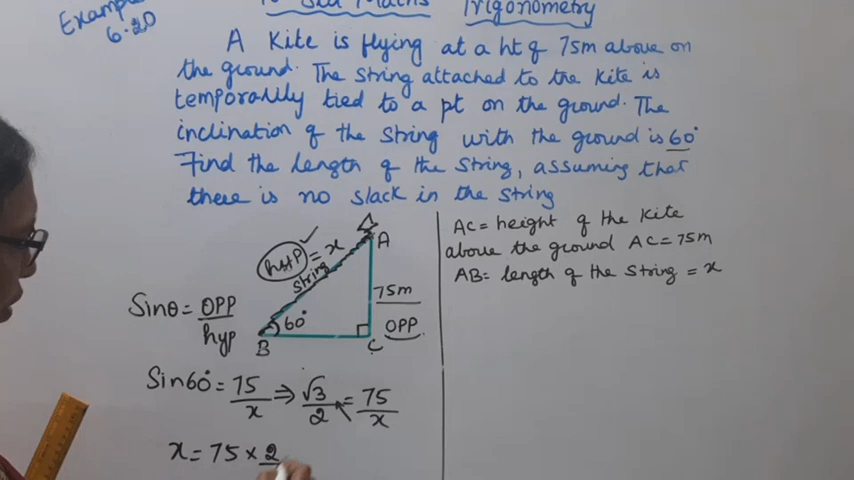 Example
6.20
Trigonometry
A Kite is flying at a ht of 75m above on
the ground. The string attached to the kite is
temporarily tied to a pt on the ground. The
inclination of the string with the ground is 60°
Find the length of the string, assuming that
there is no slack in the string
AC = height of the kite
above the ground AC = 75m
AB = length of the string = x
hyp = x
String
A
75m
OPP
60°
B
C
Sinθ = OPP/hyp
Sin60° = 75/x ⇒ √3/2 = 75/x
x = 75 × 2